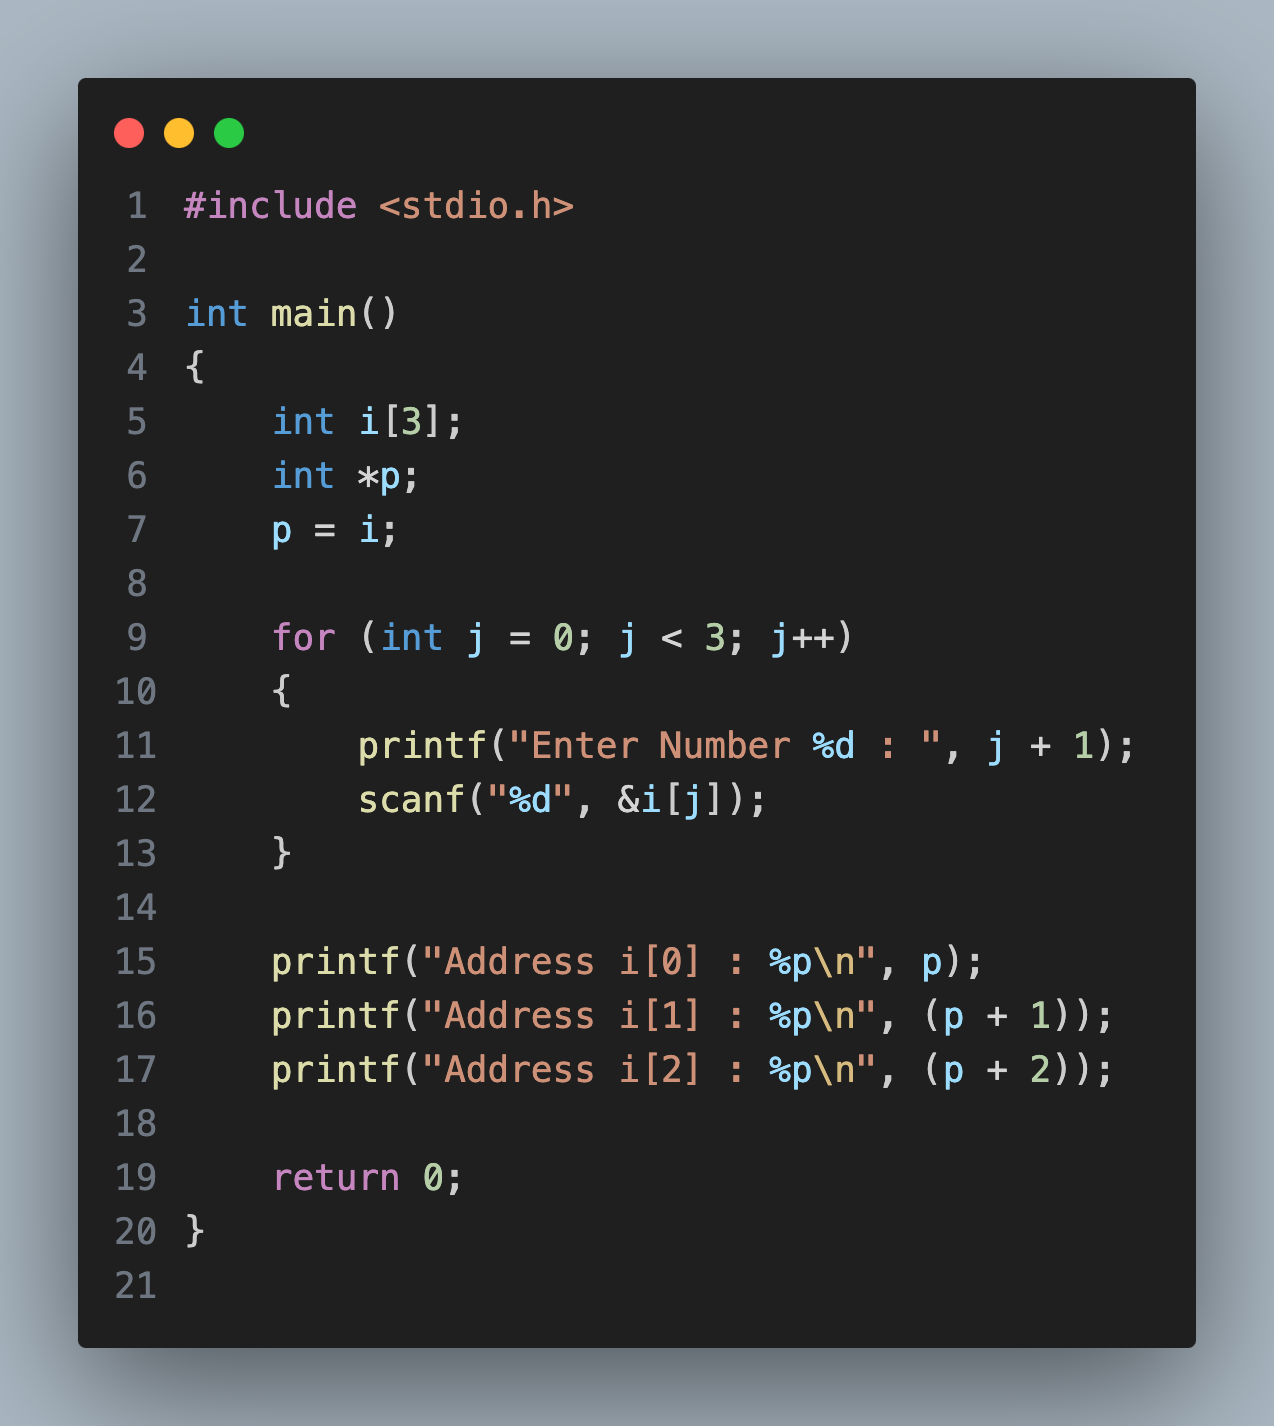 1 #include <stdio.h>
2
3 int main()
4 {
5     int i[3];
6     int *p;
7     p = i;
8
9     for (int j = 0; j < 3; j++)
10     {
11         printf("Enter Number %d : ", j + 1);
12         scanf("%d", &i[j]);
13     }
14
15     printf("Address i[0] : %p\n", p);
16     printf("Address i[1] : %p\n", (p + 1));
17     printf("Address i[2] : %p\n", (p + 2));
18
19     return 0;
20 }
21